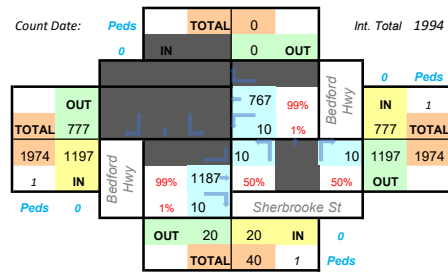 Count Date: Peds TOTAL 0 Int. Total 1994
0 IN 0 OUT
0 Peds
OUT 767 99% Bedford Hwy IN 1
TOTAL 777 10 1% 777 TOTAL
1974 1197 Bedford Hwy 1187 10 10 1197 1974
1 IN 99% 50% 50% OUT
Peds 0 1% 10 Sherbrooke St
OUT 20 20 IN 0
TOTAL 40 1 Peds